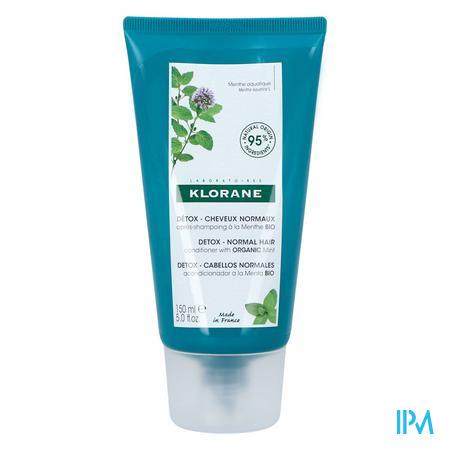 Menthe aquatique
Mentha aquatica L.
NATURAL ORIGIN
95%
INGREDIENTS
LABORATOIRES
KLORANE
DÉTOX - CHEVEUX NORMAUX
après-shampoing à la Menthe BIO
DETOX - NORMAL HAIR
conditioner with ORGANIC Mint
DETOX - CABELLOS NORMALES
acondicionador a la Menta BIO
150 ml e
5.0 fl.oz.
Made
in France
IPM